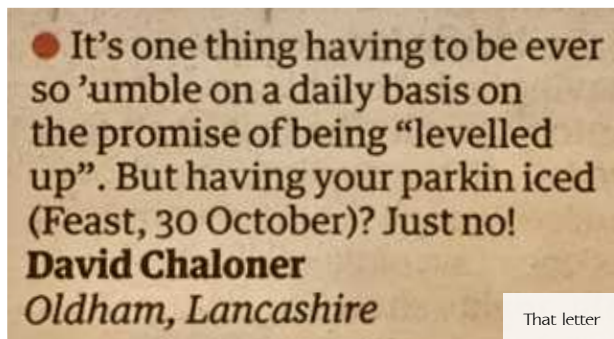 ● It's one thing having to be ever
so 'umble on a daily basis on
the promise of being “levelled
up”. But having your parkin iced
(Feast, 30 October)? Just no!
David Chaloner
Oldham, Lancashire
That letter